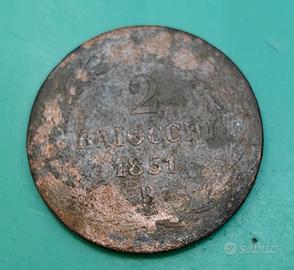 2
BAIOCCHI
1851
R
subito